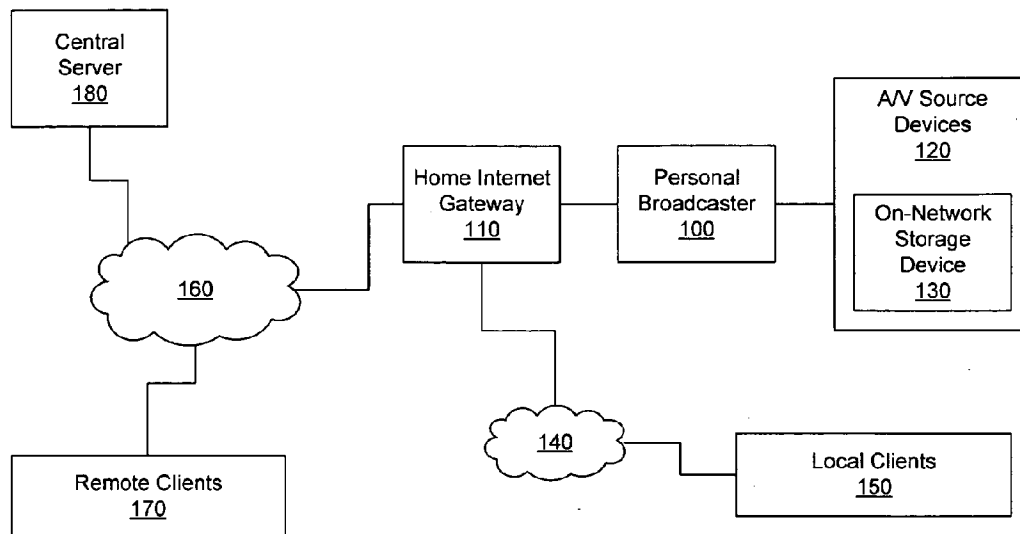 Central
Server
180
A/V Source
Devices
120
Home Internet
Gateway
110
Personal
Broadcaster
100
On-Network
Storage
Device
130
160
140
Remote Clients
170
Local Clients
150